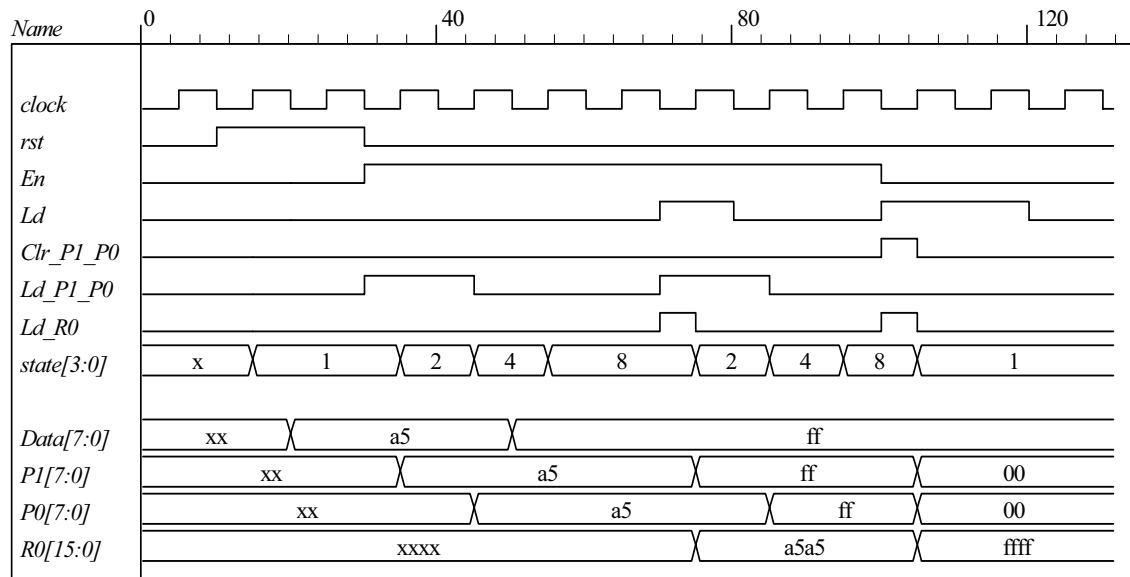 Name 0 40 80 120
clock
rst
En
Ld
Clr_P1_P0
Ld_P1_P0
Ld_R0
state[3:0] x 1 2 4 8 2 4 8 1
Data[7:0] xx a5 ff
P1[7:0] xx a5 ff 00
P0[7:0] xx a5 ff 00
R0[15:0] xxxx a5a5 ffff